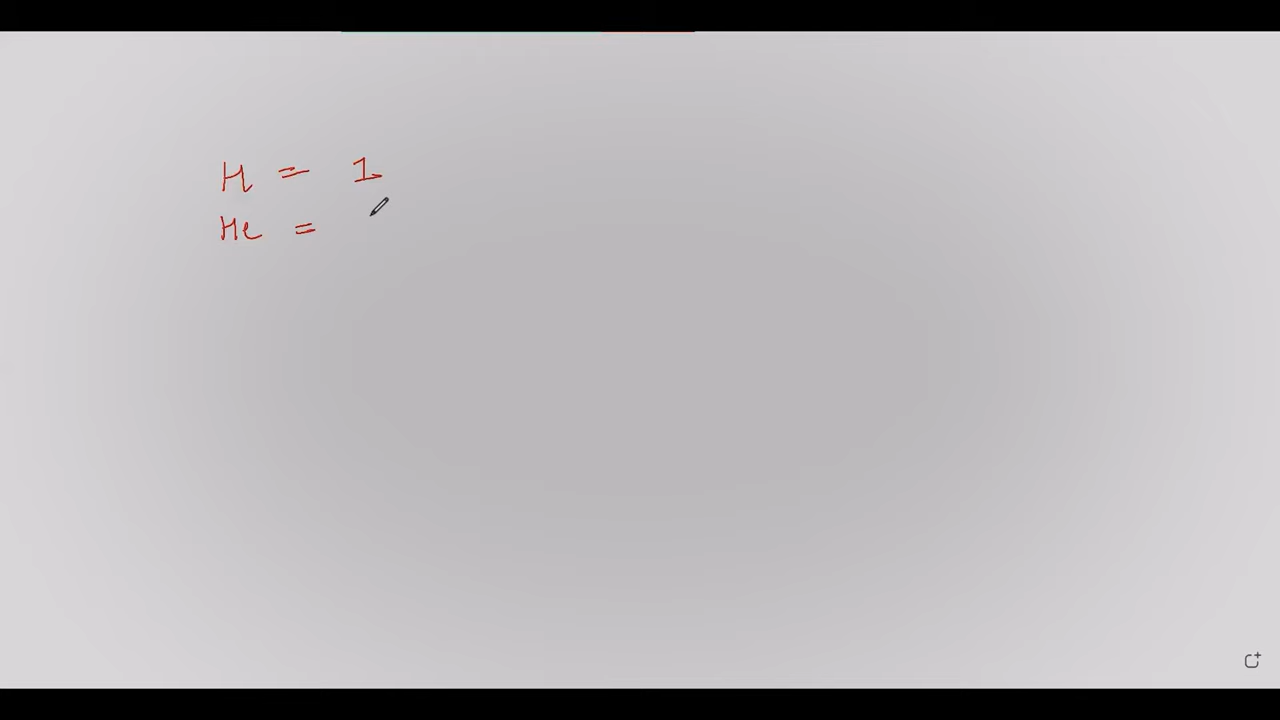 H = 1
He =